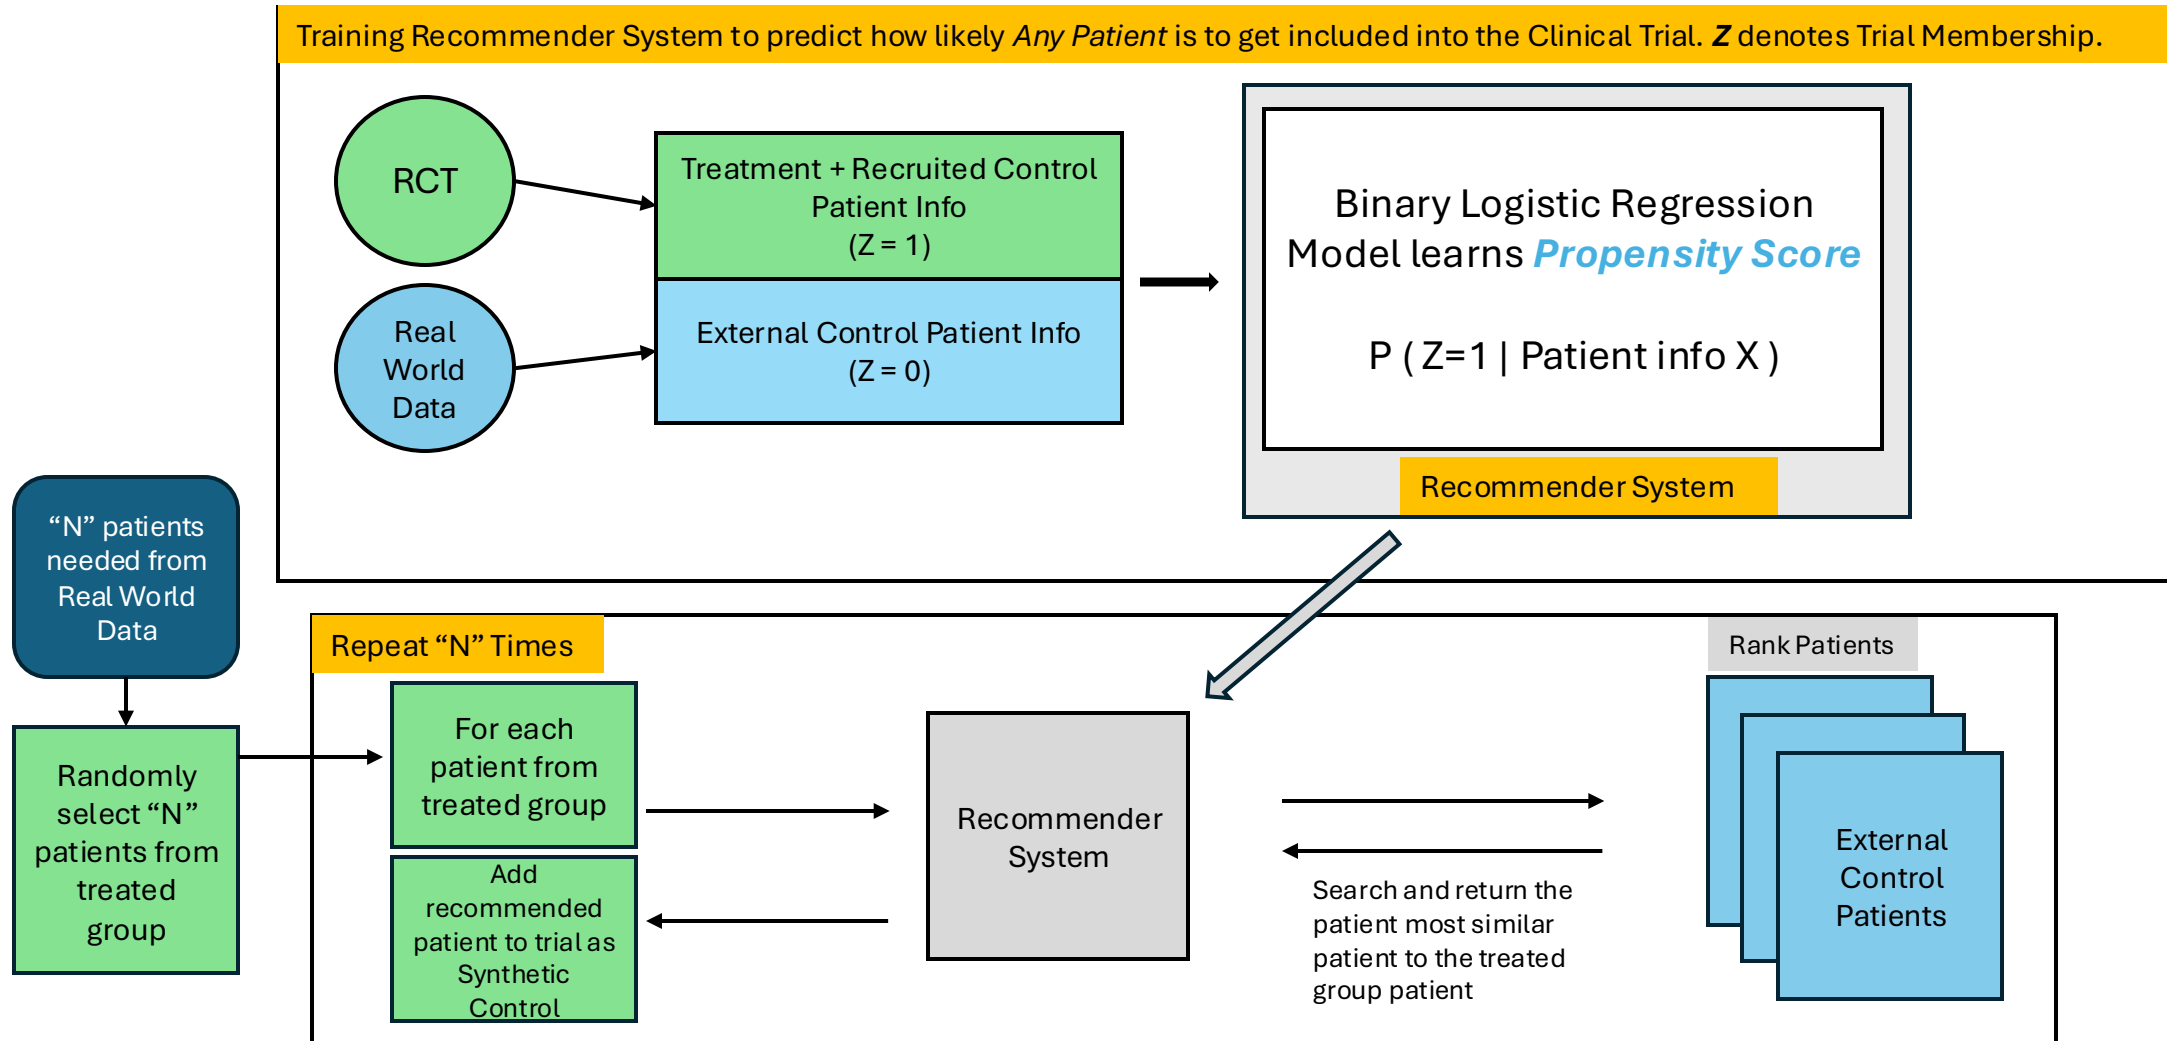 Training Recommender System to predict how likely Any Patient is to get included into the Clinical Trial. Z denotes Trial Membership.
RCT
Treatment + Recruited Control
Patient Info
(Z = 1)
Real
World
Data
External Control Patient Info
(Z = 0)
Binary Logistic Regression
Model learns Propensity Score
P ( Z=1 | Patient info X )
Recommender System
“N” patients
needed from
Real World
Data
Randomly
select “N”
patients from
treated
group
Repeat “N” Times
For each
patient from
treated group
Add
recommended
patient to trial as
Synthetic
Control
Recommender
System
Search and return the
patient most similar
patient to the treated
group patient
Rank Patients
External
Control
Patients